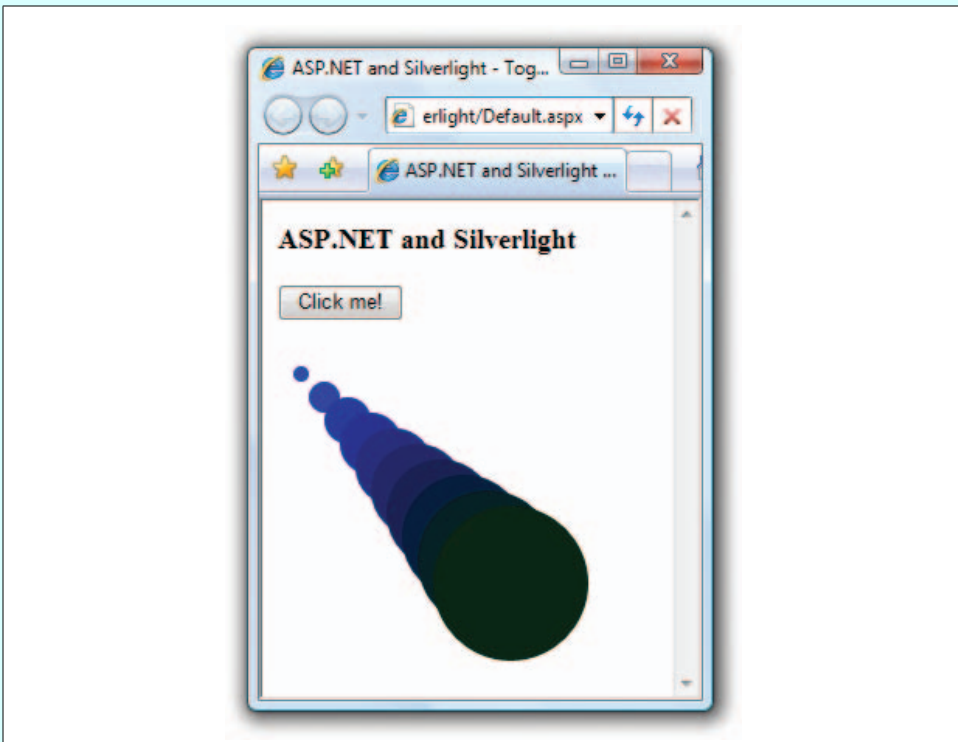 ASP.NET and Silverlight - Tog...
erlight/Default.aspx
ASP.NET and Silverlight ...
ASP.NET and Silverlight
Click me!